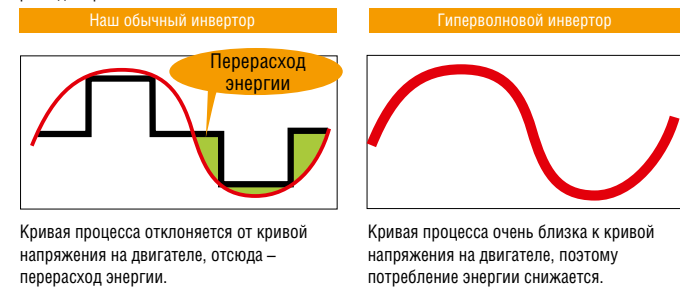 Наш обычный инвертор
Гиперволновой инвертор
Перерасход
энергии
Кривая процесса отклоняется от кривой
напряжения на двигателе, отсюда –
перерасход энергии.
Кривая процесса очень близка к кривой
напряжения на двигателе, поэтому
потребление энергии снижается.